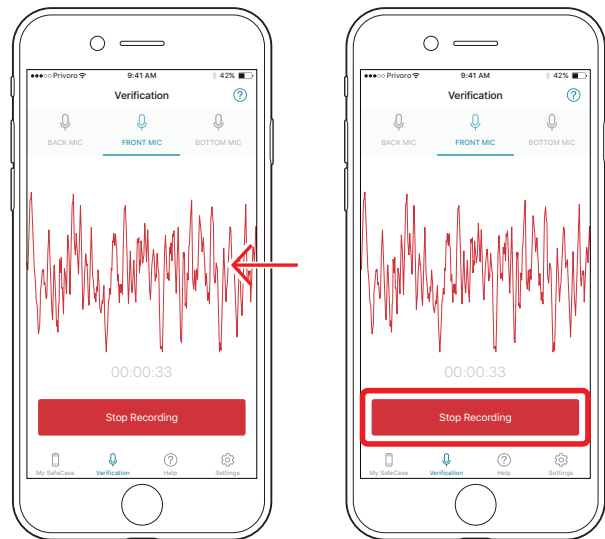 ●●●○○ Privoro 9:41 AM 42%
Verification ?
BACK MIC FRONT MIC BOTTOM MIC
00:00:33
Stop Recording
My SafeCase Verification Help Settings
●●●○○ Privoro 9:41 AM 42%
Verification ?
BACK MIC FRONT MIC BOTTOM MIC
00:00:33
Stop Recording
My SafeCase Verification Help Settings